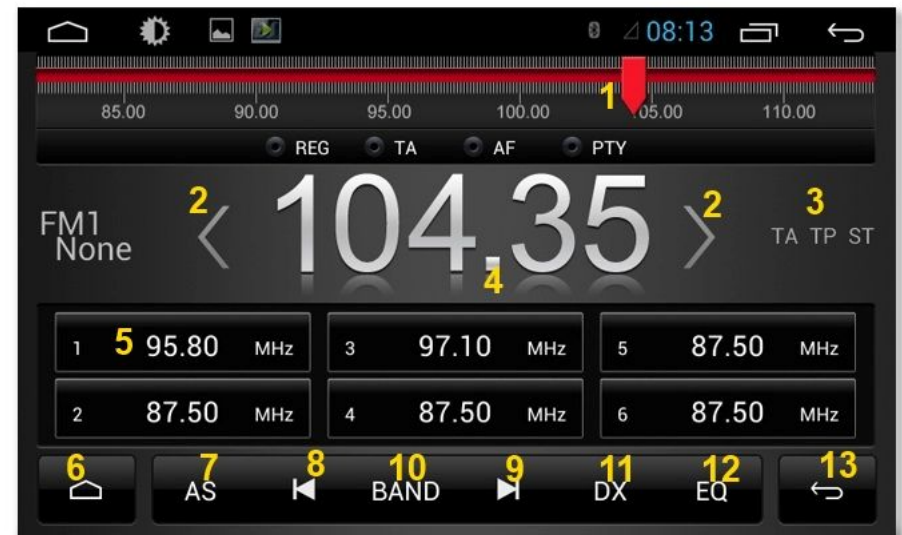 08:13
1
85.00 90.00 95.00 100.00 105.00 110.00
REG TA AF PTY
2 2 3
FM1 104.35 TA TP ST
None
4
1 5 95.80 MHz 3 97.10 MHz 5 87.50 MHz
2 87.50 MHz 4 87.50 MHz 6 87.50 MHz
6 7 8 10 9 11 12 13
AS BAND DX EQ